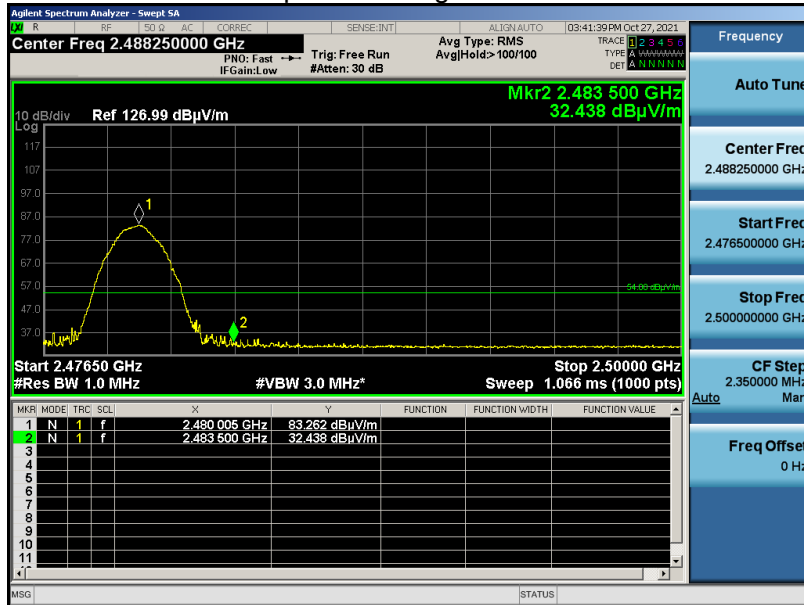 Agilent Spectrum Analyzer - Swept SA
LXI R RF 50 Ω AC CORREC SENSE:INT ALIGN AUTO 03:41:39 PM Oct 27, 2021
Center Freq 2.488250000 GHz
PNO: Fast
IFGain:Low
Trig: Free Run
#Atten: 30 dB
Avg Type: RMS
Avg|Hold:>100/100
TRACE 1 2 3 4 5 6
TYPE A
DET A N N N N N
Mkr2 2.483 500 GHz
32.438 dBµV/m
10 dB/div Ref 126.99 dBµV/m
Log
117
107
97.0
87.0
77.0
67.0
57.0
47.0
37.0
1
2
54.00 dBµV/m
Start 2.47650 GHz Stop 2.50000 GHz
#Res BW 1.0 MHz #VBW 3.0 MHz* Sweep 1.066 ms (1000 pts)
MKR MODE TRC SCL X Y FUNCTION FUNCTION WIDTH FUNCTION VALUE
1 N 1 f 2.480 005 GHz 83.262 dBµV/m
2 N 1 f 2.483 500 GHz 32.438 dBµV/m
3
4
5
6
7
8
9
10
11
MSG STATUS
Frequency
Auto Tune
Center Freq
2.488250000 GHz
Start Freq
2.476500000 GHz
Stop Freq
2.500000000 GHz
CF Step
2.350000 MHz
Auto Man
Freq Offset
0 Hz